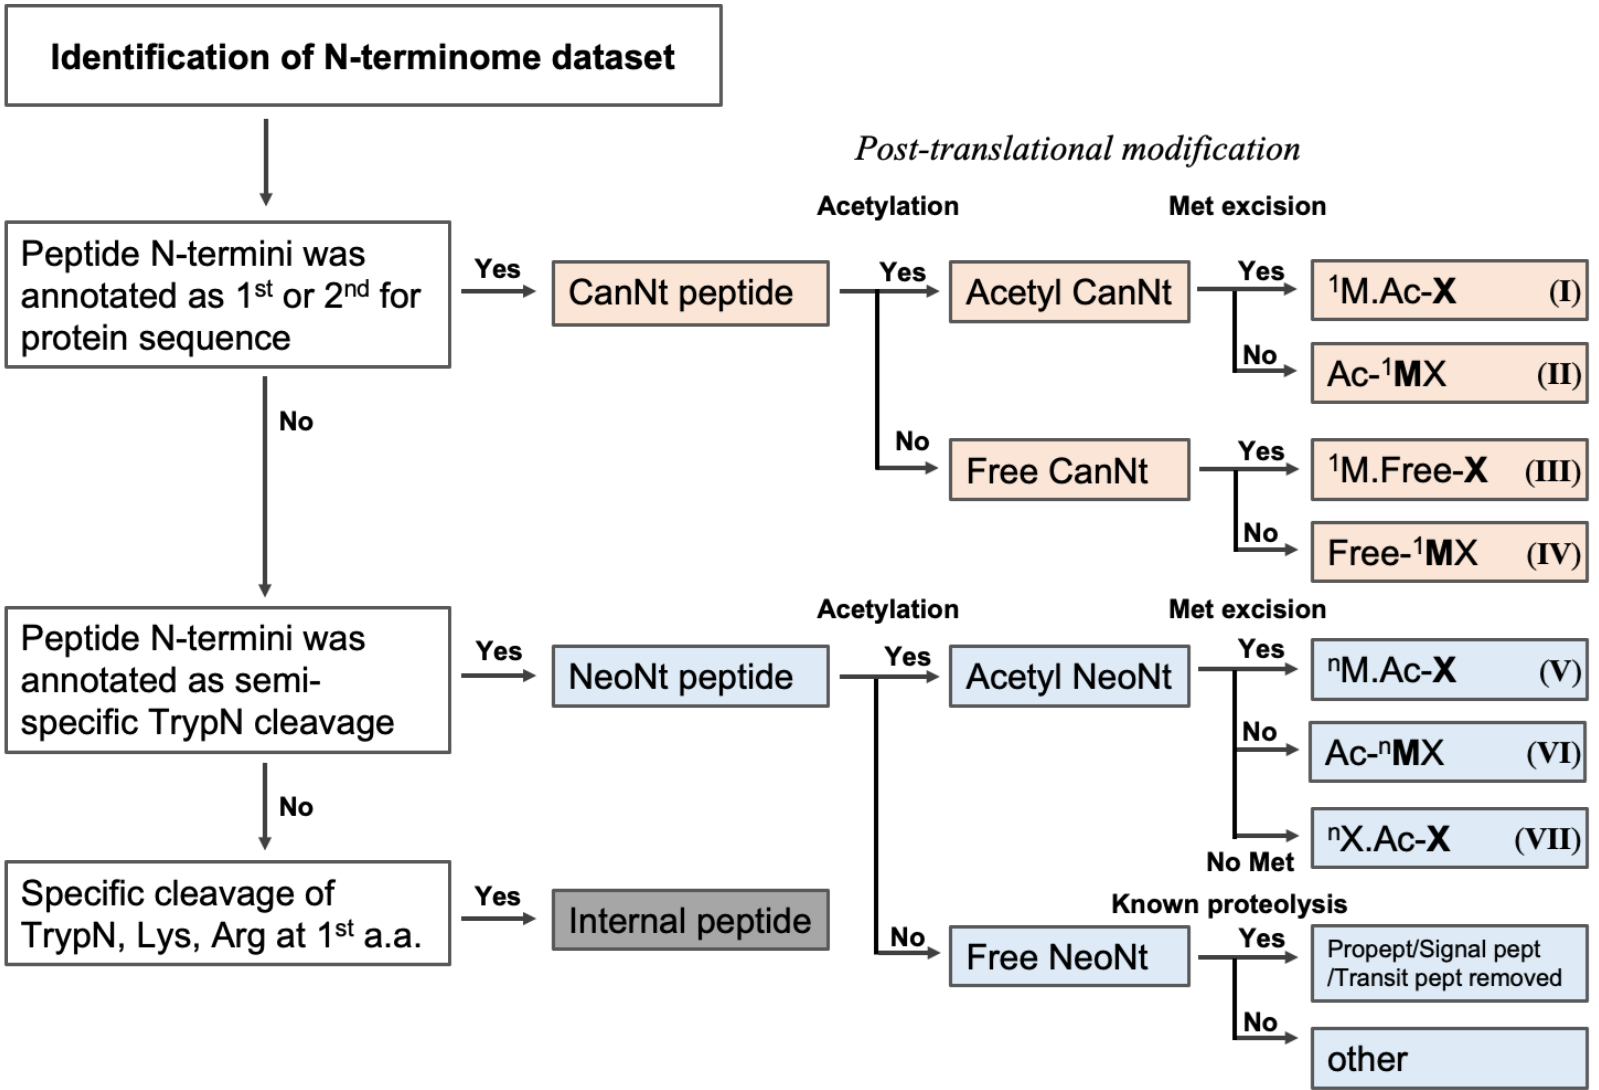 Identification of N-terminome dataset
Post-translational modification
Acetylation
Met excision
Peptide N-termini was
annotated as 1st or 2nd for
protein sequence
Yes
CanNt peptide
Yes
Acetyl CanNt
Yes
1M.Ac-X (I)
No
Ac-1MX (II)
No
Free CanNt
Yes
1M.Free-X (III)
No
Free-1MX (IV)
No
Acetylation
Met excision
Peptide N-termini was
annotated as semi-
specific TrypN cleavage
Yes
NeoNt peptide
Yes
Acetyl NeoNt
Yes
nM.Ac-X (V)
No
Ac-nMX (VI)
No Met
nX.Ac-X (VII)
No
Known proteolysis
No
Free NeoNt
Yes
Propept/Signal pept
/Transit pept removed
No
other
Specific cleavage of
TrypN, Lys, Arg at 1st a.a.
Yes
Internal peptide